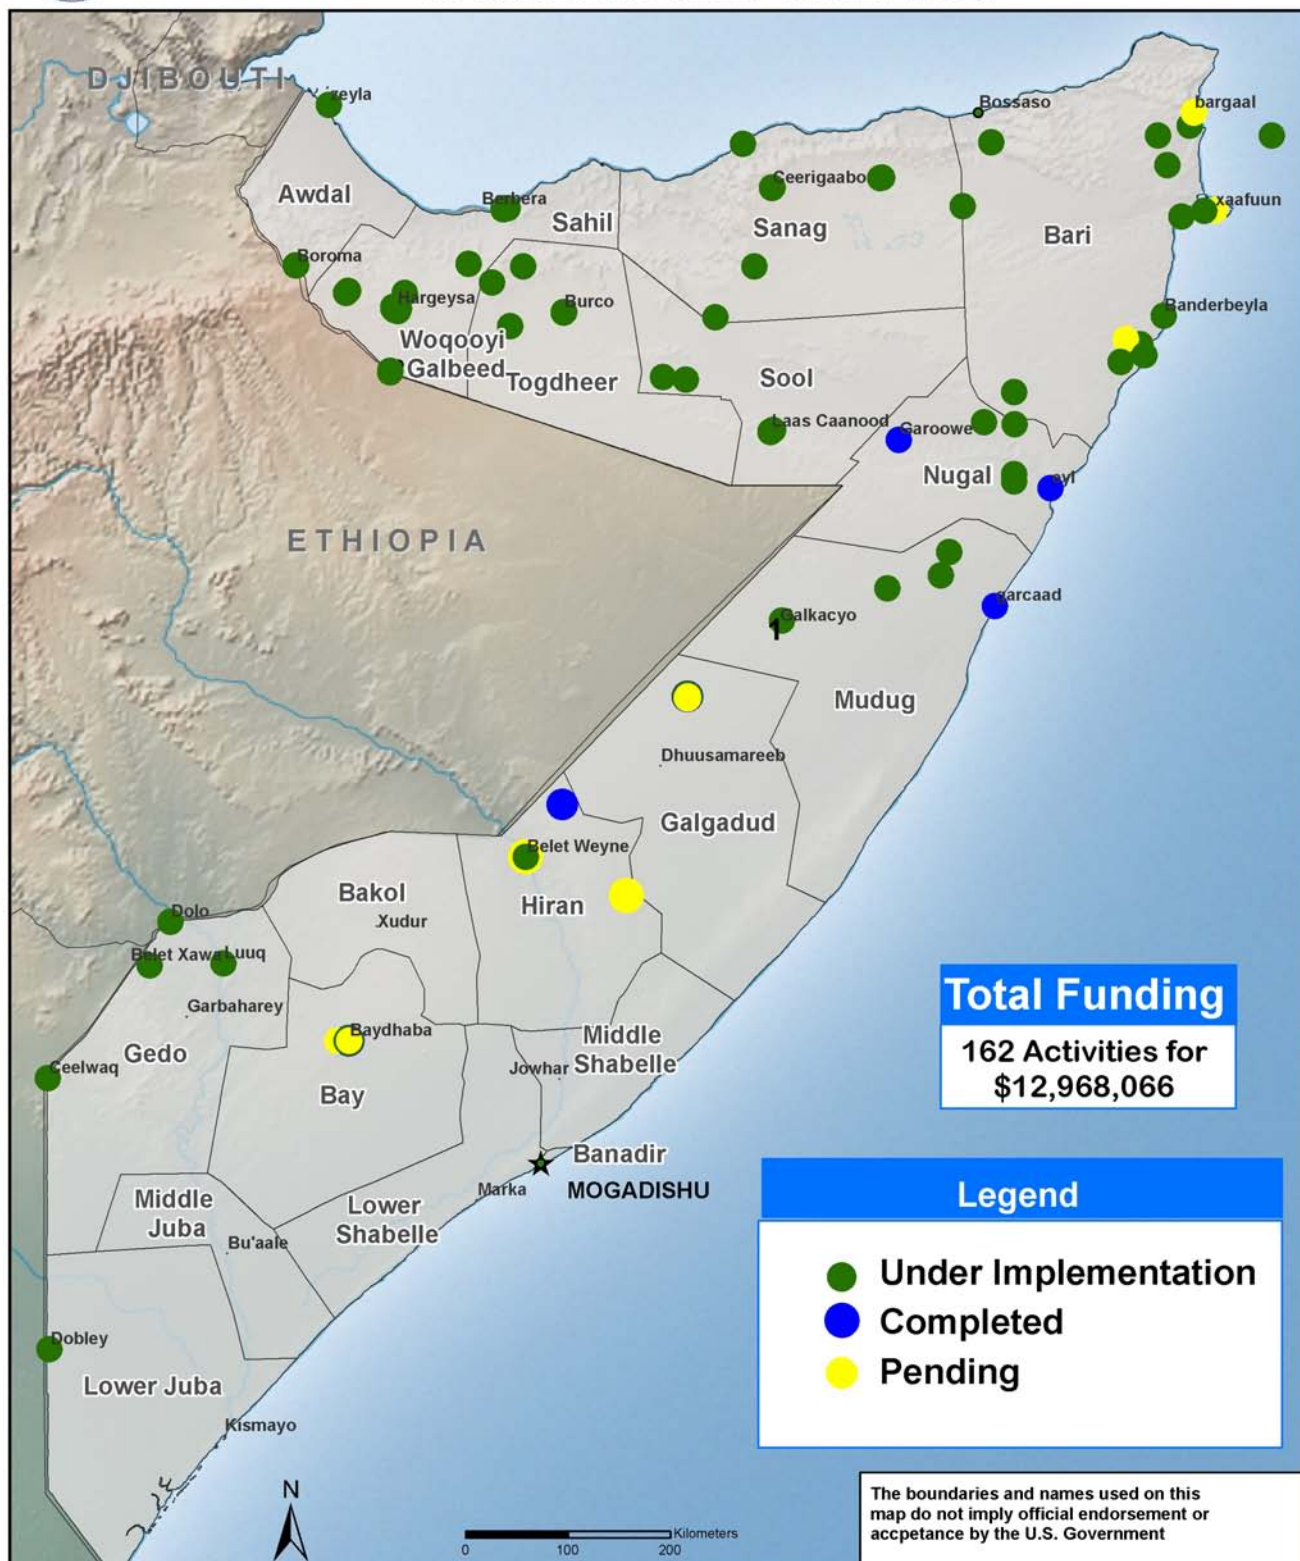 DJIBOUTI
zeyla
Bossaso
bargaal
Awdal
Ceerigaabo
Berbera
Sahil
Sanag
xaafuun
Bari
Boroma
Hargeysa
Burco
Banderbeyla
Woqooyi
Galbeed
Togdheer
Sool
Laas Caanood
Garoowe
Nugal
eyl
ETHIOPIA
garcaad
Galkacyo
1
Mudug
Dhuusamareeb
Galgadud
Belet Weyne
Bakol
Xudur
Hiran
Dolo
Belet Xawa
Luuq
Garbaharey
Baydhaba
Gedo
Middle
Shabelle
Jowhar
Ceelwaq
Bay
Banadir
MOGADISHU
Marka
Middle
Juba
Lower
Shabelle
Bu'aale
Dobley
Lower Juba
Kismayo
Total Funding
162 Activities for
$12,968,066
Legend
Under Implementation
Completed
Pending
N
Kilometers
0 100 200
The boundaries and names used on this
map do not imply official endorsement or
accpetance by the U.S. Government